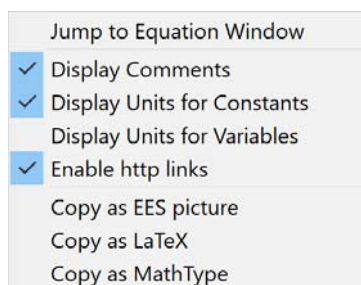 Jump to Equation Window
Display Comments
Display Units for Constants
Display Units for Variables
Enable http links
Copy as EES picture
Copy as LaTeX
Copy as MathType